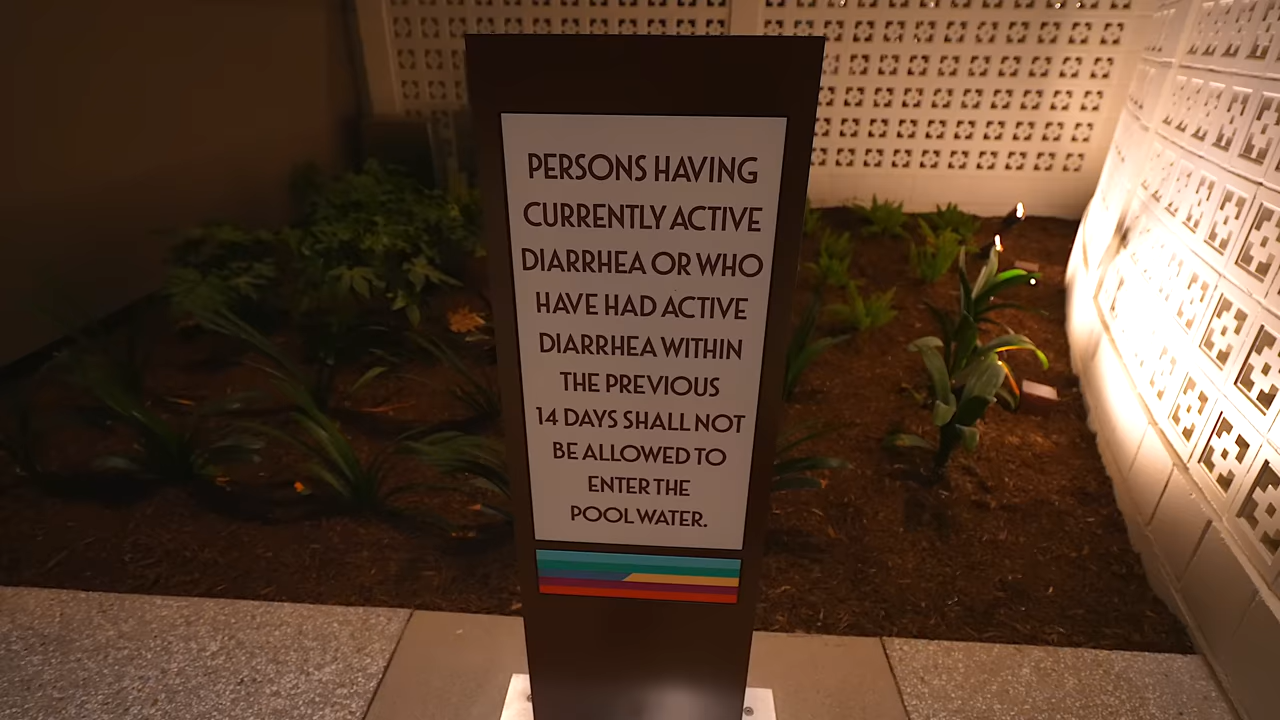 PERSONS HAVING
CURRENTLY ACTIVE
DIARRHEA OR WHO
HAVE HAD ACTIVE
DIARRHEA WITHIN
THE PREVIOUS
14 DAYS SHALL NOT
BE ALLOWED TO
ENTER THE
POOL WATER.